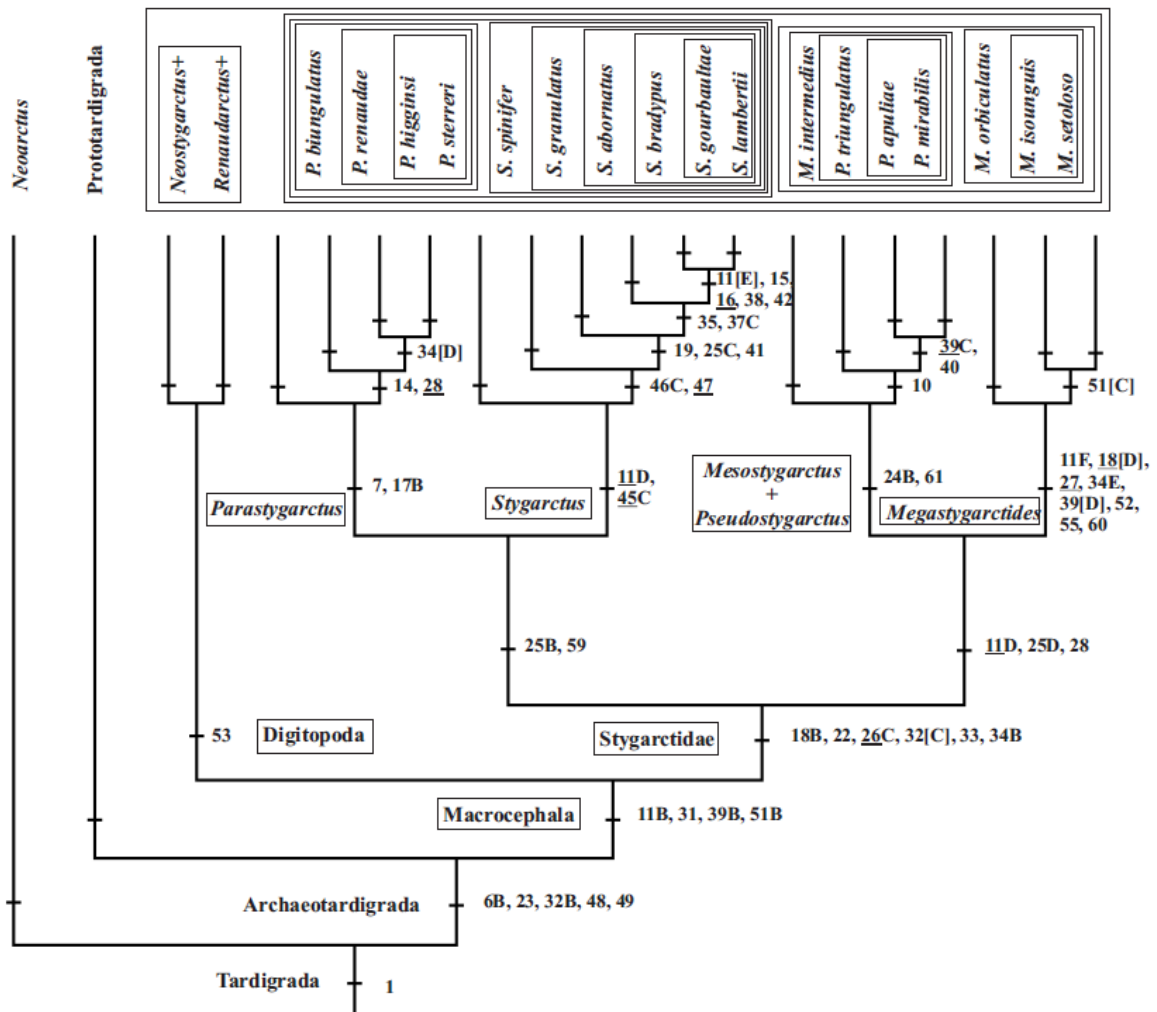 Neoarctus
Prototardigrada
Neostygarctus+
Renaudarctus+
P. biungulatus
P. renaudae
P. higginsi
P. sterreri
S. spinifer
S. granulatus
S. abornatus
S. bradypus
S. gourbaultae
S. lambertii
M. intermedius
P. triungulatus
P. apuliae
P. mirabilis
M. orbiculatus
M. isounguis
M. setoloso
11[E], 15,
16, 38, 42
35, 37C
34[D]
19, 25C, 41
39C,
40
14, 28
46C, 47
10
51[C]
7, 17B
Parastygarctus
Stygarctus
11D,
45C
Mesostygarctus
+
Pseudostygarctus
24B, 61
Megastygarctides
11F, 18[D],
27, 34E,
39[D], 52,
55, 60
25B, 59
11D, 25D, 28
53
Digitopoda
Stygarctidae
18B, 22, 26C, 32[C], 33, 34B
Macrocephala
11B, 31, 39B, 51B
Archaeotardigrada
6B, 23, 32B, 48, 49
Tardigrada
1